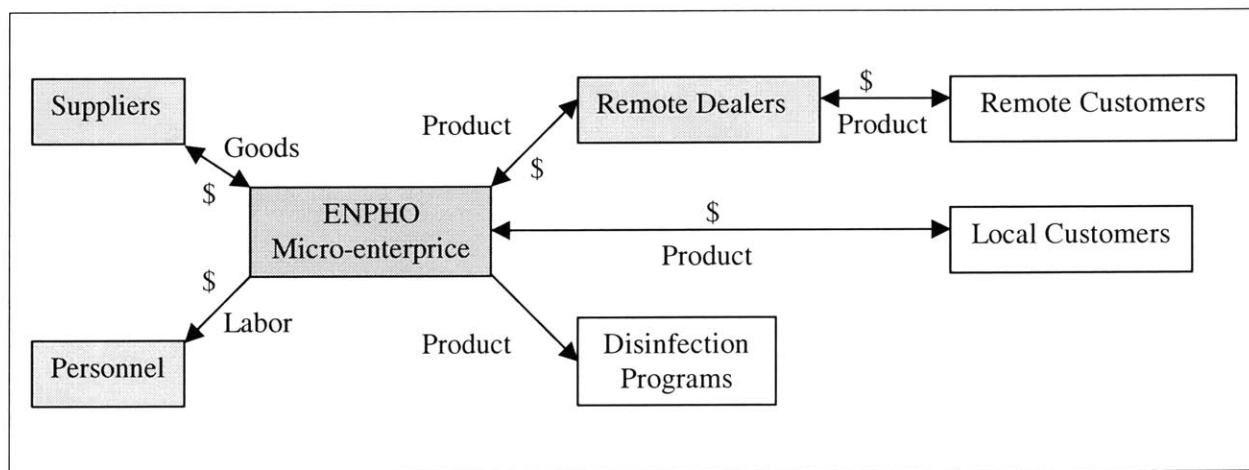 Suppliers
Goods
$
ENPHO
Micro-enterprice
$
Labor
Personnel
Product
$
Remote Dealers
$
Product
Remote Customers
$
Product
Local Customers
Product
Disinfection
Programs